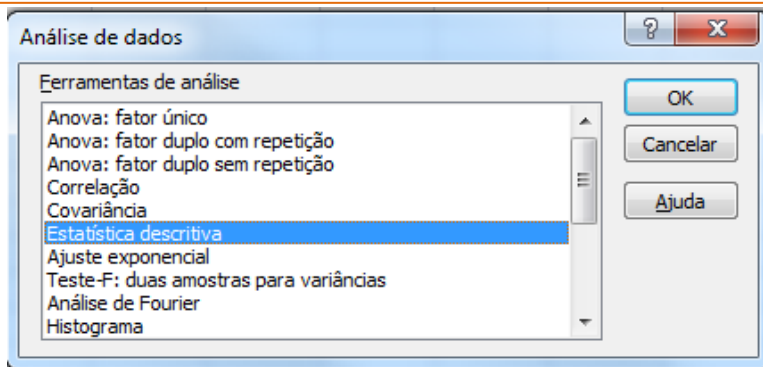 Análise de dados
Ferramentas de análise
Anova: fator único
Anova: fator duplo com repetição
Anova: fator duplo sem repetição
Correlação
Covariância
Estatística descritiva
Ajuste exponencial
Teste-F: duas amostras para variâncias
Análise de Fourier
Histograma
OK
Cancelar
Ajuda